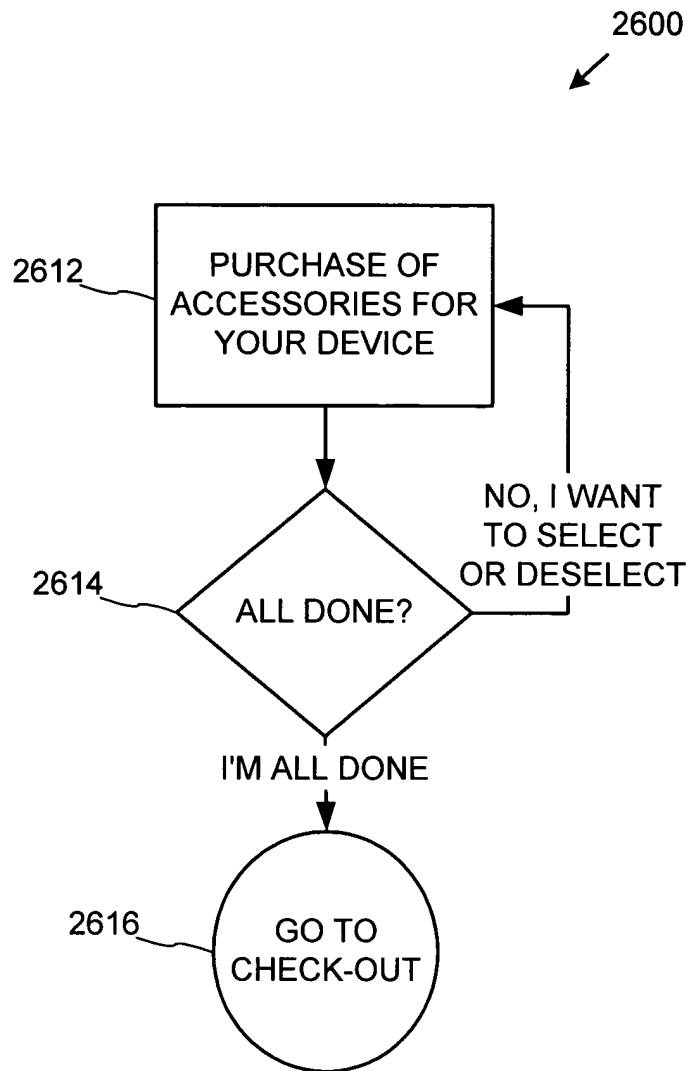 2600
2612
PURCHASE OF
ACCESSORIES FOR
YOUR DEVICE
NO, I WANT
TO SELECT
OR DESELECT
2614
ALL DONE?
I'M ALL DONE
2616
GO TO
CHECK-OUT